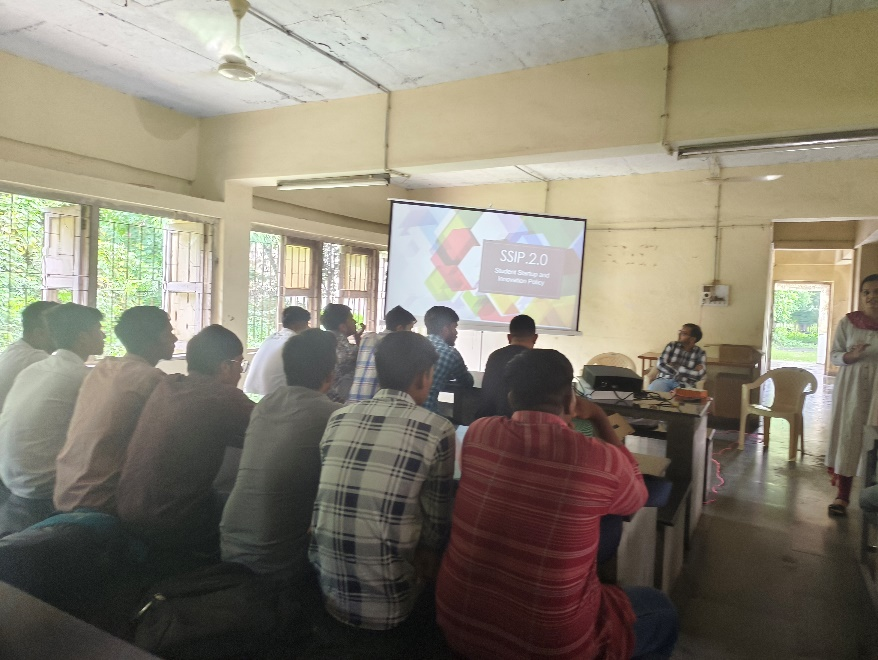 SSIP.2.0
Student Startup and
Innovation Policy